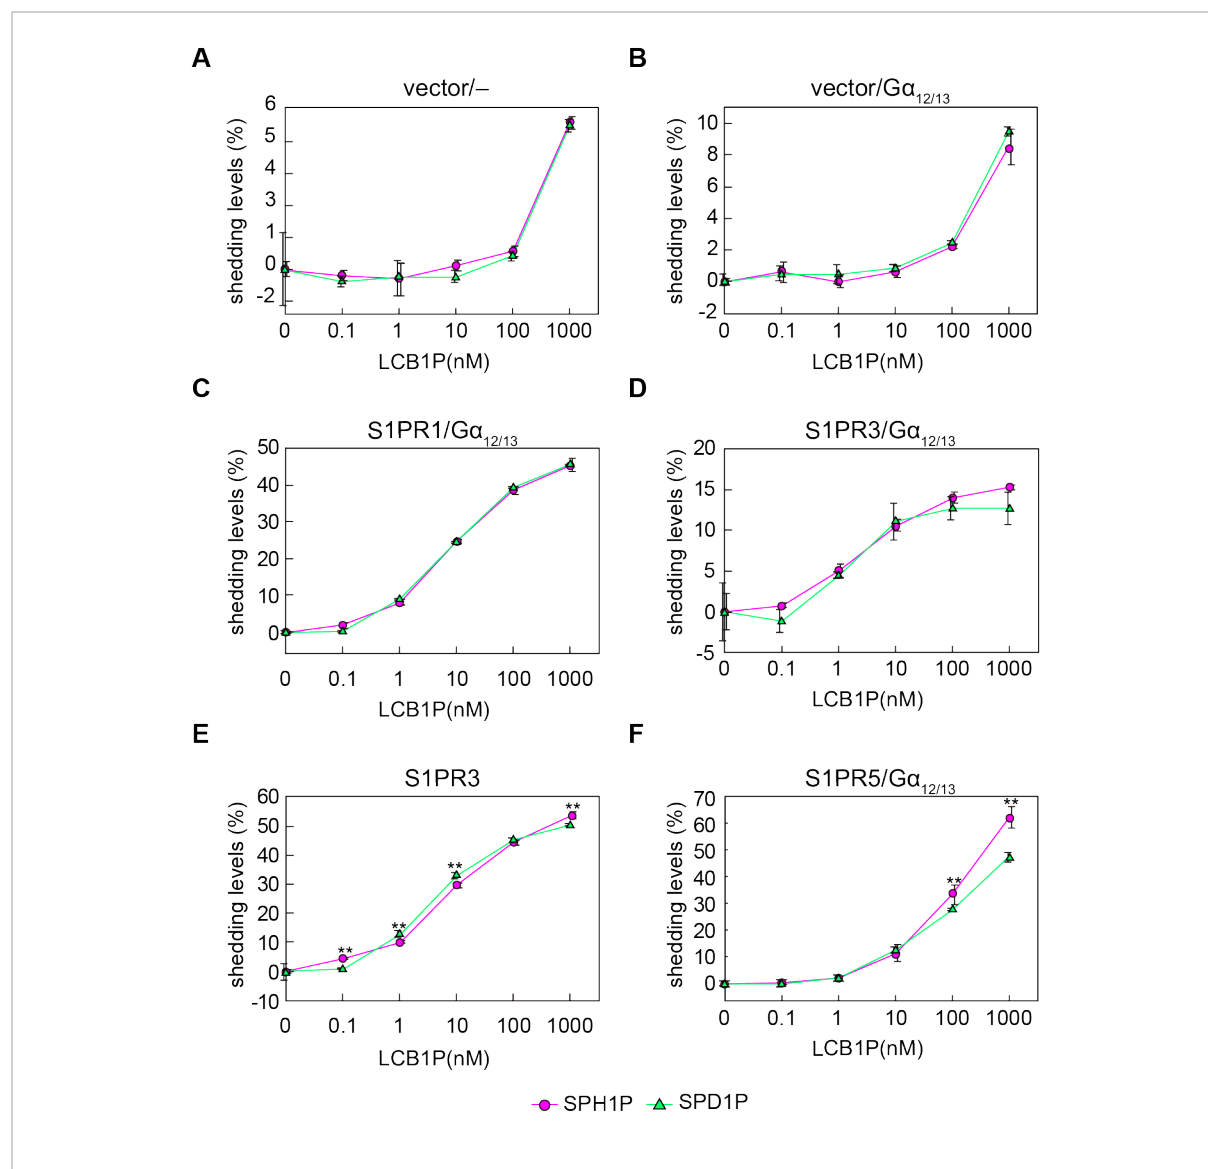 A
vector/–
6
5
4
3
1
0
-2
shedding levels (%)
0 0.1 1 10 100 1000
LCB1P(nM)
B
vector/Gα12/13
10
8
6
4
2
0
-2
shedding levels (%)
0 0.1 1 10 100 1000
LCB1P(nM)
C
S1PR1/Gα12/13
50
40
30
20
10
0
shedding levels (%)
0 0.1 1 10 100 1000
LCB1P(nM)
D
S1PR3/Gα12/13
20
15
10
5
0
-5
shedding levels (%)
0 0.1 1 10 100 1000
LCB1P(nM)
E
S1PR3
60
50
40
30
20
10
0
-10
shedding levels (%)
** ** ** **
0 0.1 1 10 100 1000
LCB1P(nM)
F
S1PR5/Gα12/13
70
60
50
40
30
20
10
0
shedding levels (%)
** **
0 0.1 1 10 100 1000
LCB1P(nM)
SPH1P SPD1P